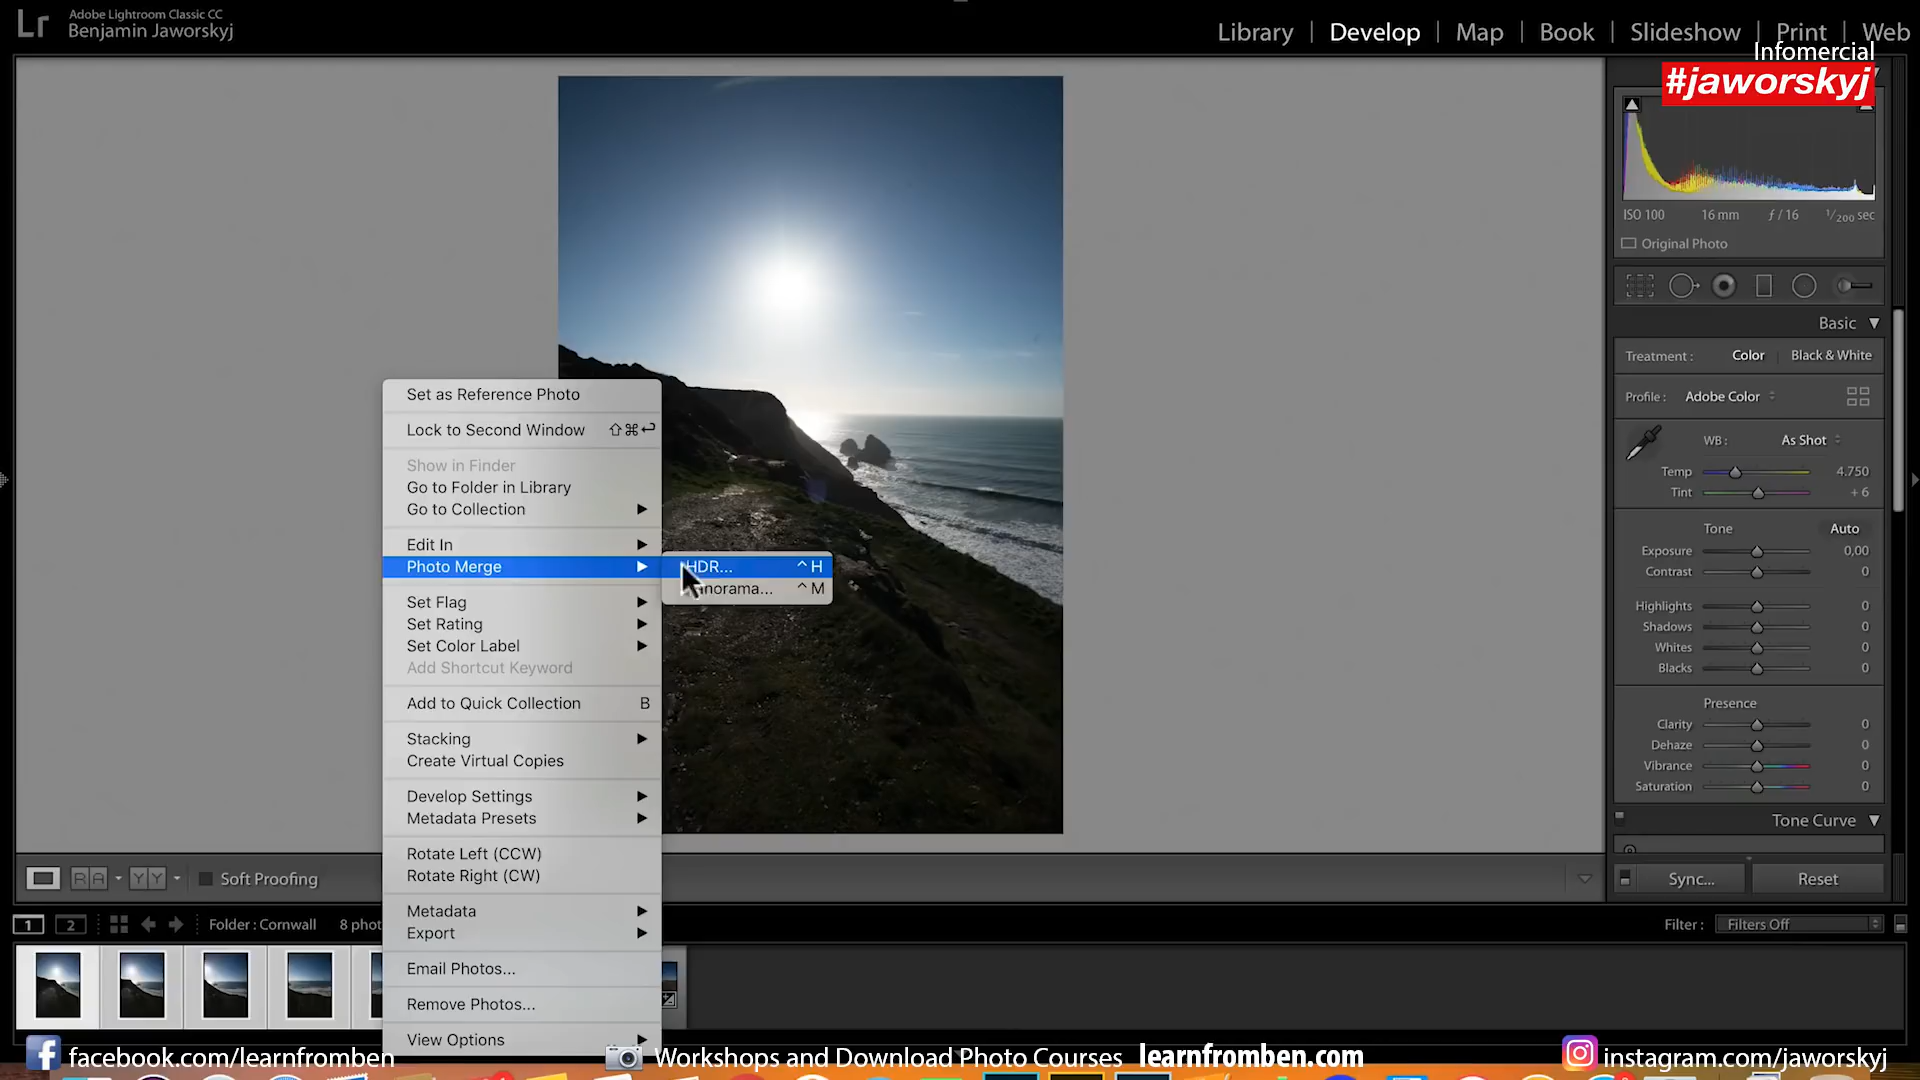 Lr
Adobe Lightroom Classic CC
Benjamin Jaworskyj
Library | Develop | Map | Book | Slideshow | Print | Web
Infomercial
#jaworskyj
ISO 100 16 mm ƒ / 16 1/200 sec
Original Photo
Basic
Treatment : Color Black & White
Profile : Adobe Color
WB : As Shot
Temp 4.750
Tint + 6
Tone Auto
Exposure 0,00
Contrast 0
Highlights 0
Shadows 0
Whites 0
Blacks 0
Presence
Clarity 0
Dehaze 0
Vibrance 0
Saturation 0
Tone Curve
Sync... Reset
Set as Reference Photo
Lock to Second Window ⇧⌘↩
Show in Finder
Go to Folder in Library
Go to Collection
Edit In
Photo Merge
HDR... ^ H
^ M
Set Flag
Set Rating
Set Color Label
Add Shortcut Keyword
Add to Quick Collection B
Stacking
Create Virtual Copies
Develop Settings
Metadata Presets
Rotate Left (CCW)
Rotate Right (CW)
Metadata
Export
Email Photos...
Remove Photos...
View Options
R A Y Y Soft Proofing
1 2 Folder : Cornwall 8
Filter : Filters Off
facebook.com/learnfromben
Workshops and Download Photo Courses learnfromben.com
instagram.com/jaworskyj